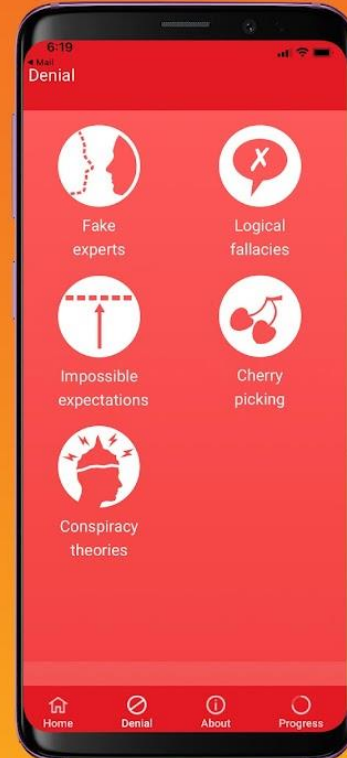 6:19
Mail
Denial
Fake
experts
Logical
fallacies
Impossible
expectations
Cherry
picking
Conspiracy
theories
Home
Denial
About
Progress